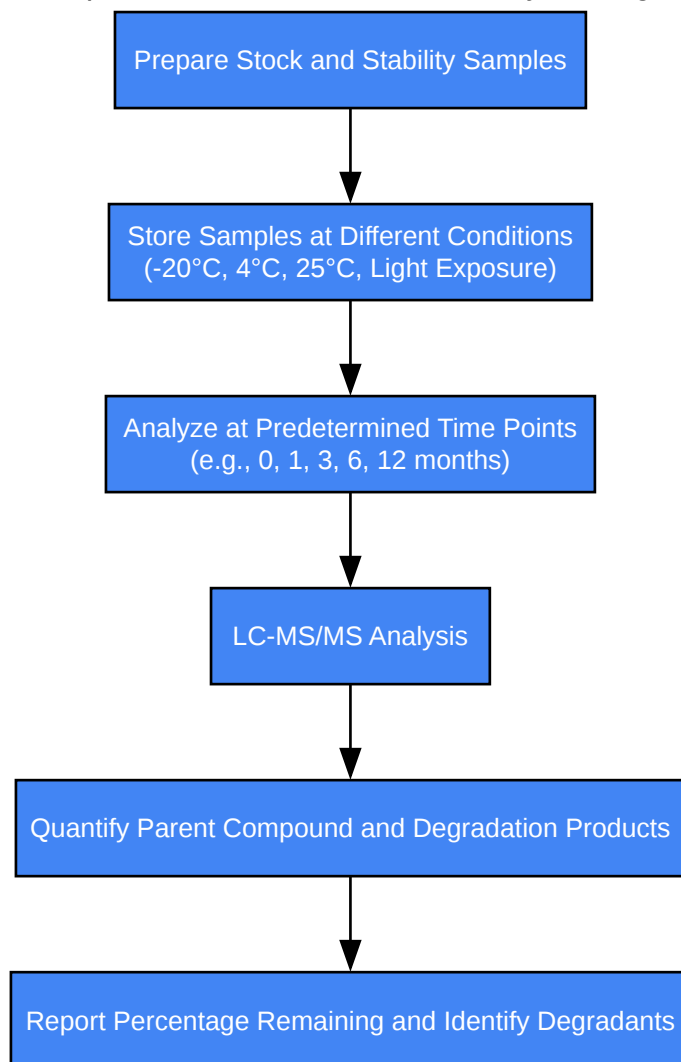 Prepare Stock and Stability Samples
Store Samples at Different Conditions
(-20°C, 4°C, 25°C, Light Exposure)
Analyze at Predetermined Time Points
(e.g., 0, 1, 3, 6, 12 months)
LC-MS/MS Analysis
Quantify Parent Compound and Degradation Products
Report Percentage Remaining and Identify Degradants